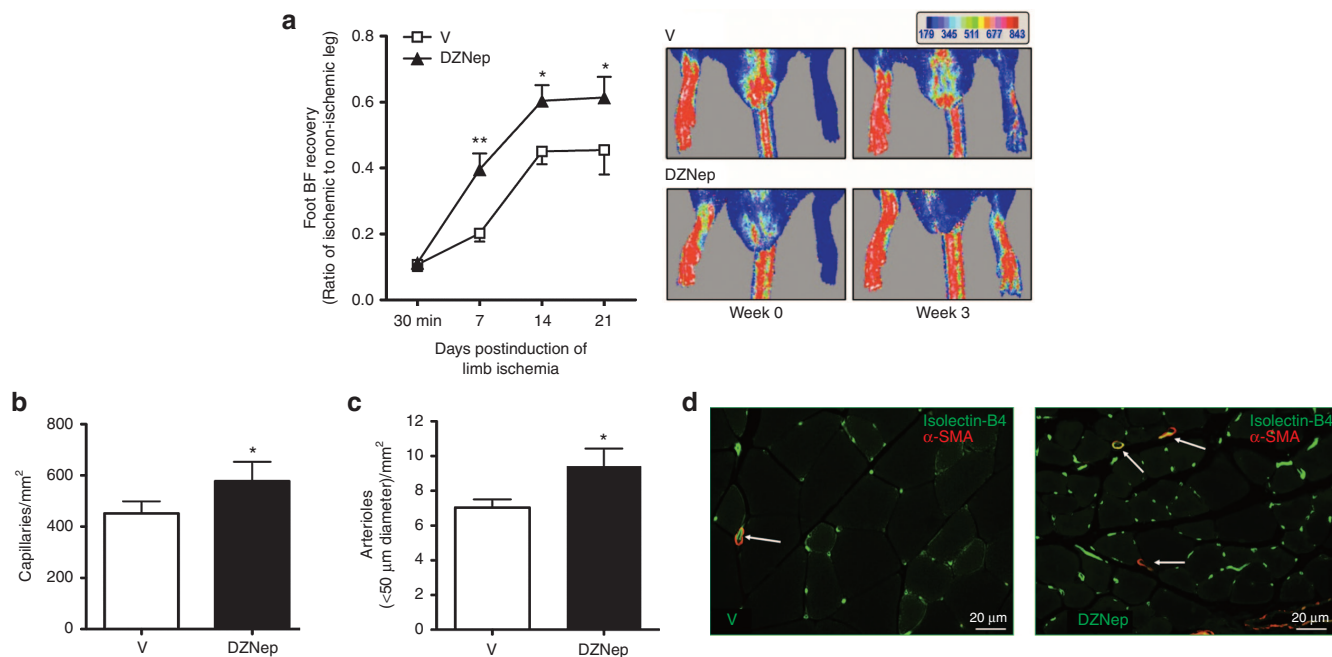 a
V
DZNep
Foot BF recovery
(Ratio of ischemic to non-ischemic leg)
0.8
0.6
0.4
0.2
0.0
**
*
*
30 min
7
14
21
Days postinduction of
limb ischemia
V
179 345 511 677 843
DZNep
Week 0
Week 3
b
Capillaries/mm²
800
600
400
200
0
*
V
DZNep
c
Arterioles
(<50 µm diameter)/mm²
12
10
8
6
4
2
0
*
V
DZNep
d
Isolectin-B4
α-SMA
V
20 µm
Isolectin-B4
α-SMA
DZNep
20 µm